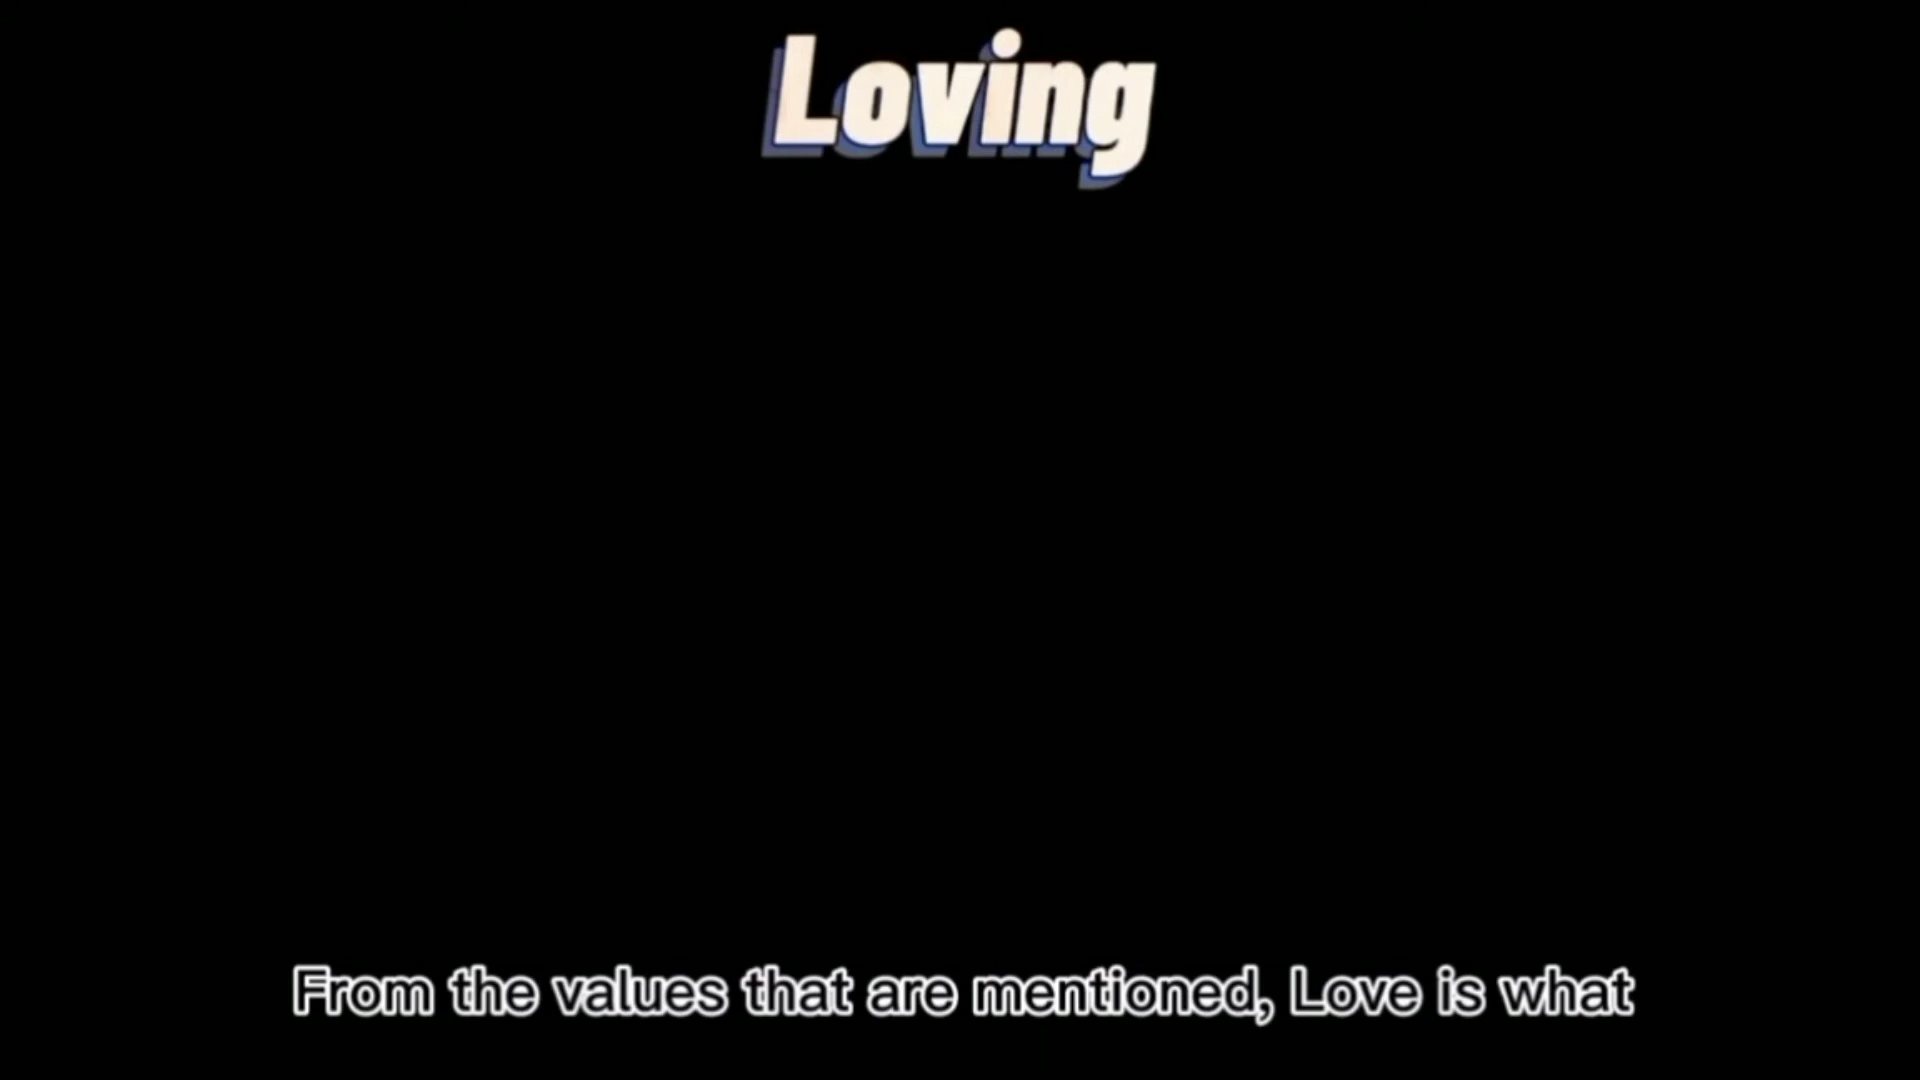 Loving
From the values that are mentioned, Love is what